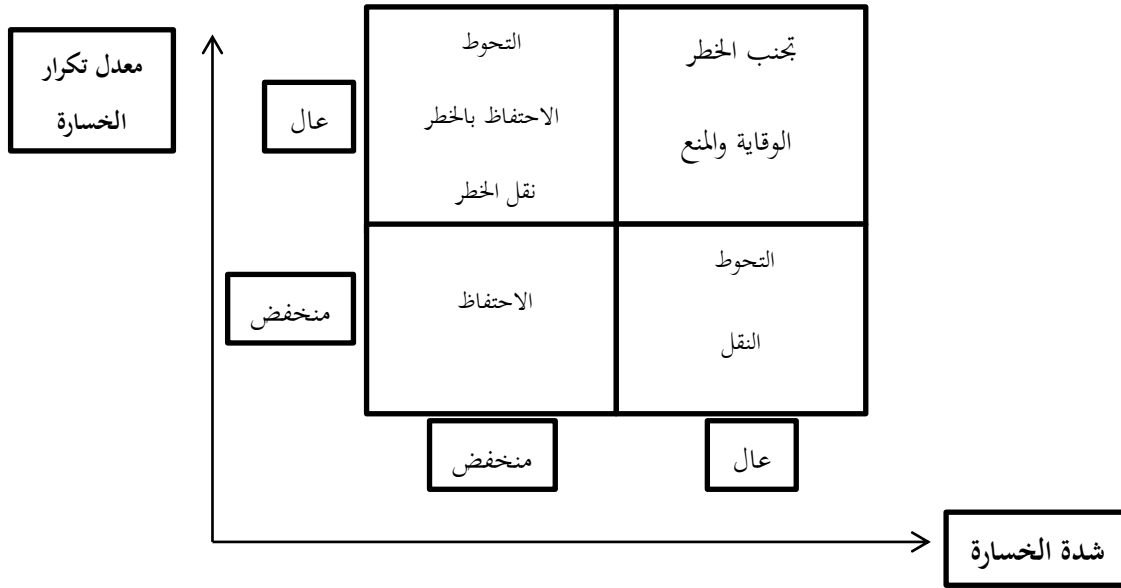 معدل تكرار
الخسارة
عال
منخفض
تجنب الخطر
الوقاية والمنع
التحوط
الاحتفاظ بالخطر
نقل الخطر
التحوط
النقل
الاحتفاظ
عال
منخفض
شدة الخسارة